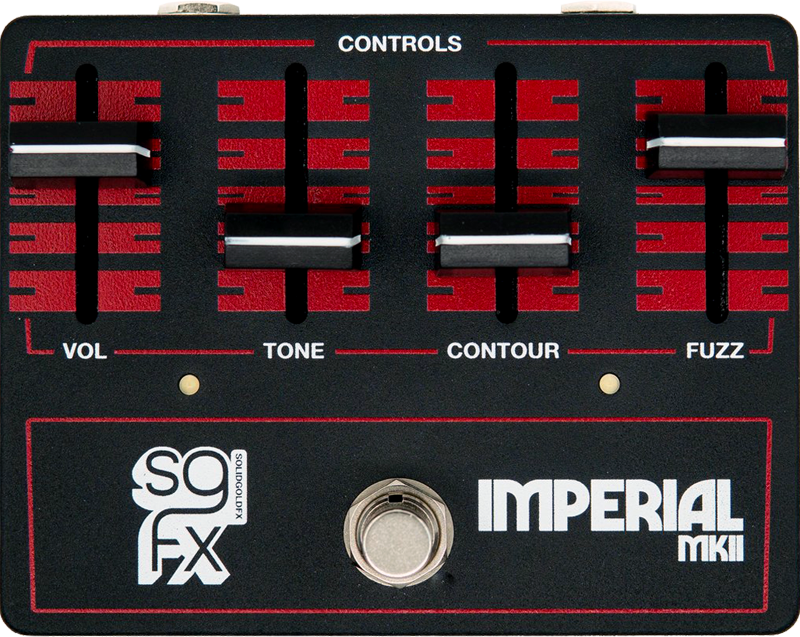 CONTROLS
VOL TONE CONTOUR FUZZ
SG
FX
SOLIDGOLDFX
IMPERIAL
MKII